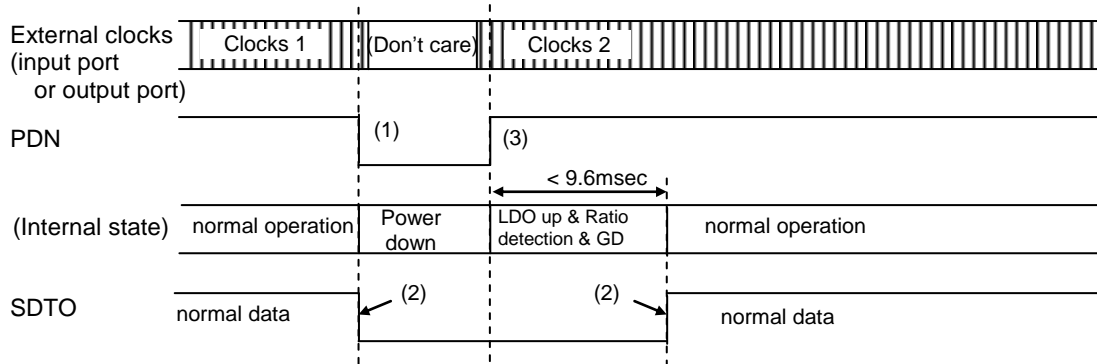 External clocks
(input port
or output port)
Clocks 1
(Don't care)
Clocks 2
PDN
(1)
(3)
< 9.6msec
(Internal state)
normal operation
Power
down
LDO up & Ratio
detection & GD
normal operation
SDTO
normal data
(2)
(2)
normal data